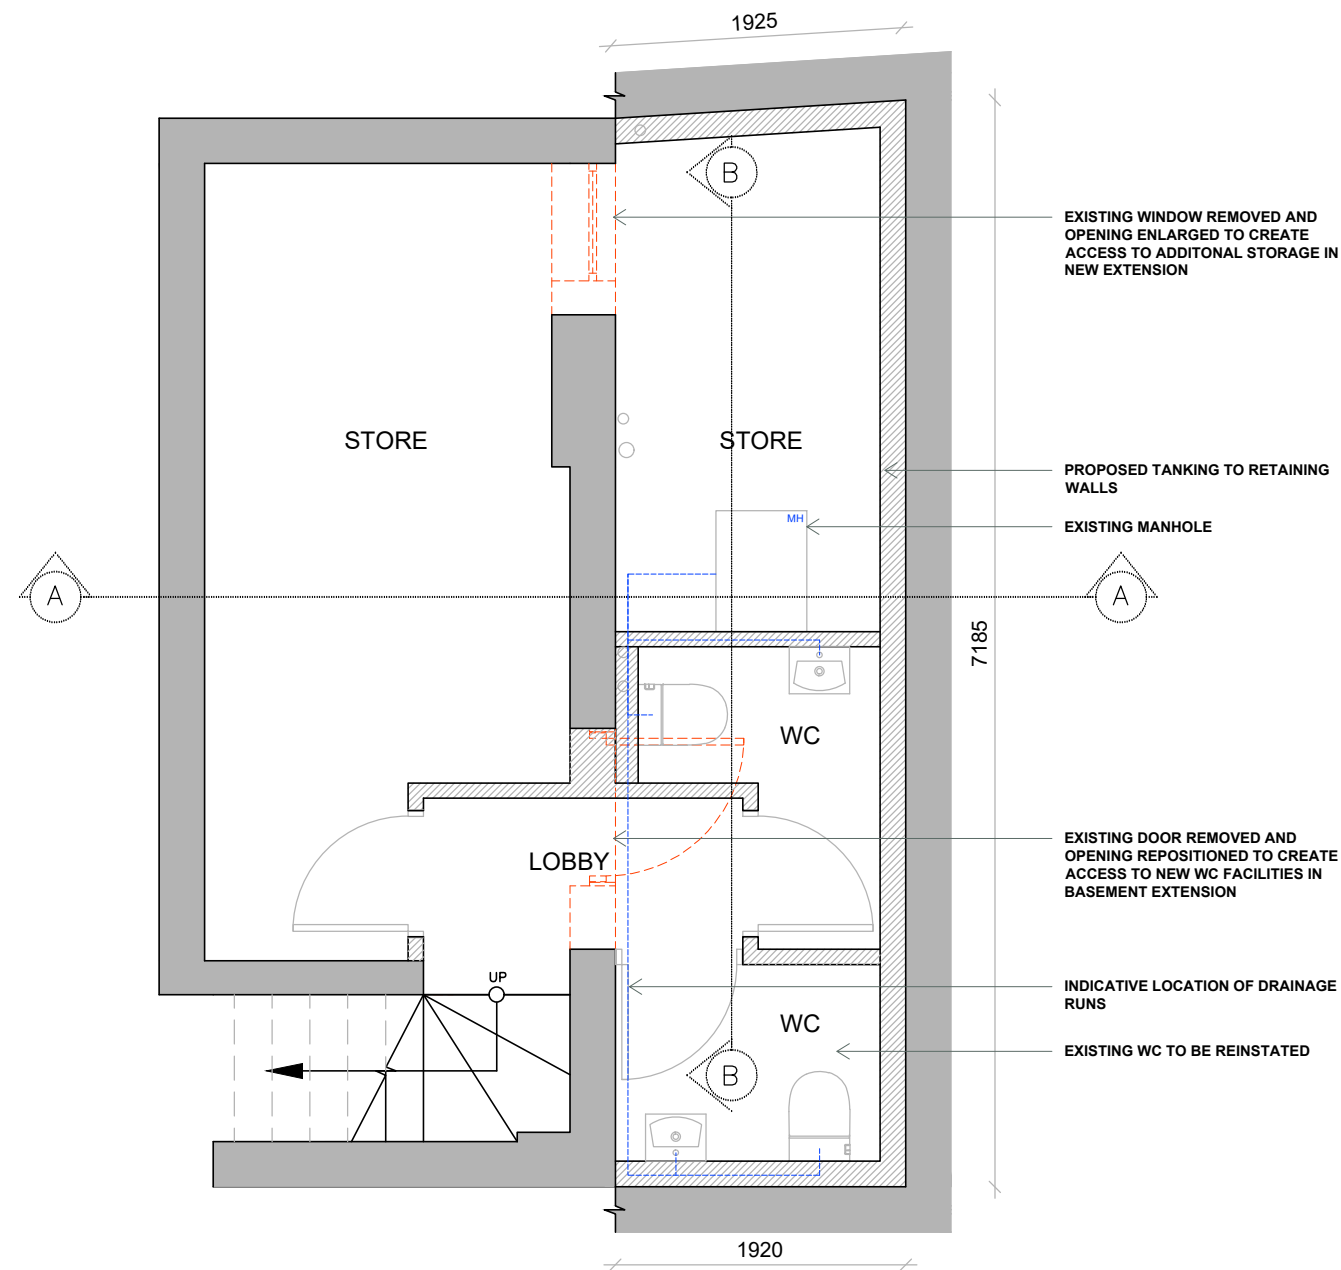 1925
B
EXISTING WINDOW REMOVED AND
OPENING ENLARGED TO CREATE
ACCESS TO ADDITONAL STORAGE IN
NEW EXTENSION
STORE
STORE
PROPOSED TANKING TO RETAINING
WALLS
MH
EXISTING MANHOLE
A
A
7185
WC
LOBBY
EXISTING DOOR REMOVED AND
OPENING REPOSITIONED TO CREATE
ACCESS TO NEW WC FACILITIES IN
BASEMENT EXTENSION
UP
INDICATIVE LOCATION OF DRAINAGE
RUNS
WC
EXISTING WC TO BE REINSTATED
B
1920